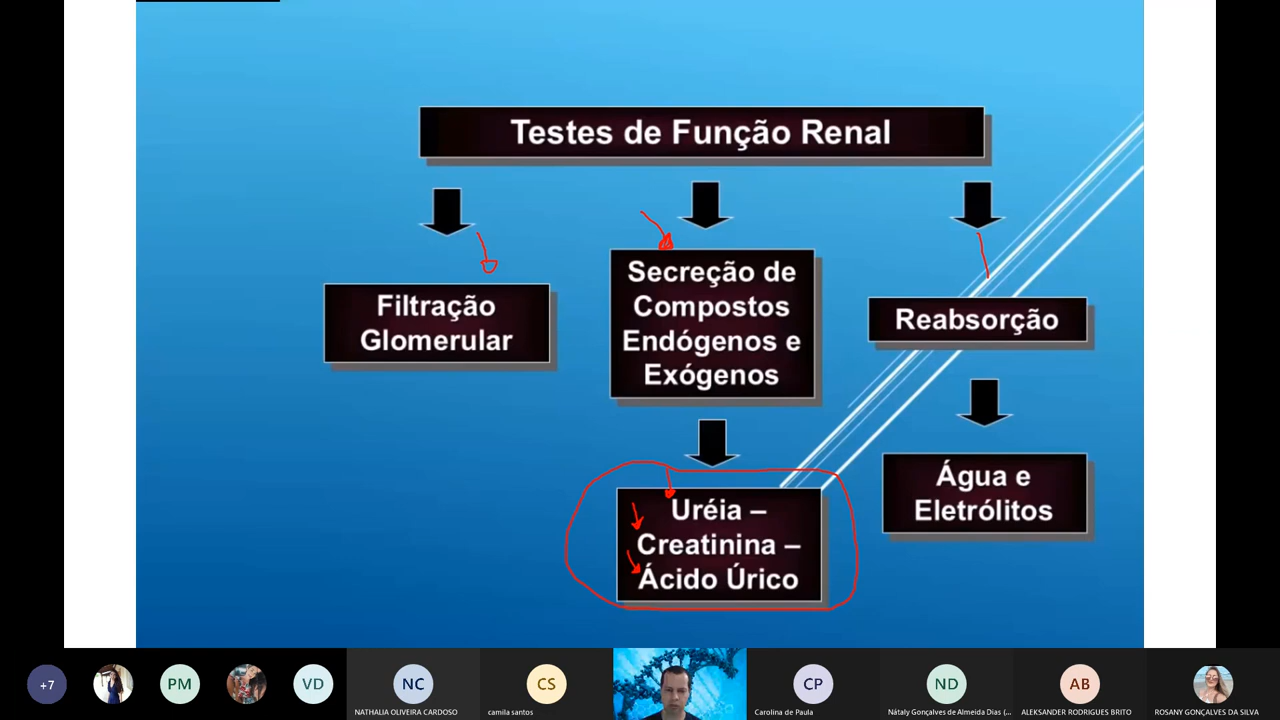 Testes de Função Renal
Filtração
Glomerular
Secreção de
Compostos
Endógenos e
Exógenos
Reabsorção
Uréia –
Creatinina –
Ácido Úrico
Água e
Eletrólitos
+7
PM
VD
NC
NATHALIA OLIVEIRA CARDOSO
CS
camila santos
CP
Carolina de Paula
ND
Nátaly Gonçalves de Almeida Dias (...
AB
ALEKSANDER RODRIGUES BRITO
ROSANY GONÇALVES DA SILVA